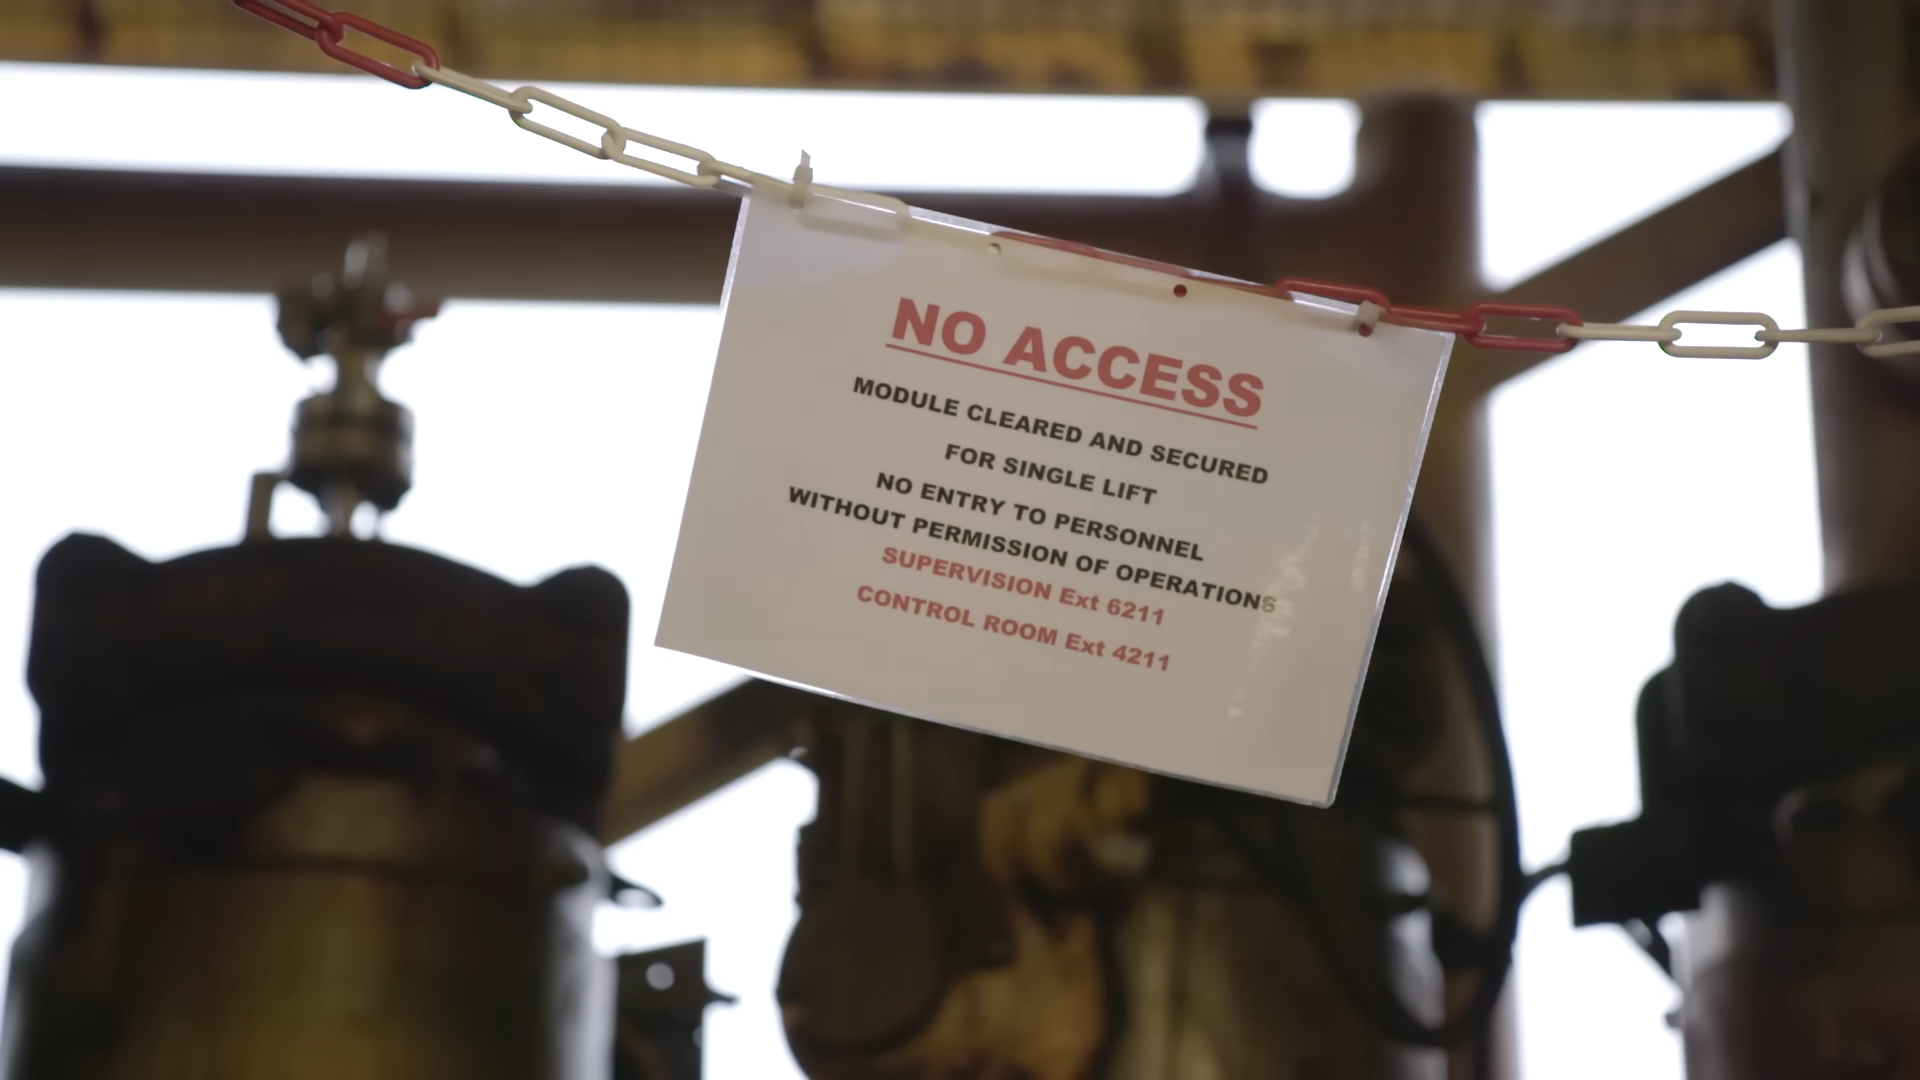 NO ACCESS
MODULE CLEARED AND SECURED
FOR SINGLE LIFT
NO ENTRY TO PERSONNEL
WITHOUT PERMISSION OF OPERATIONS
SUPERVISION Ext 6211
CONTROL ROOM Ext 4211